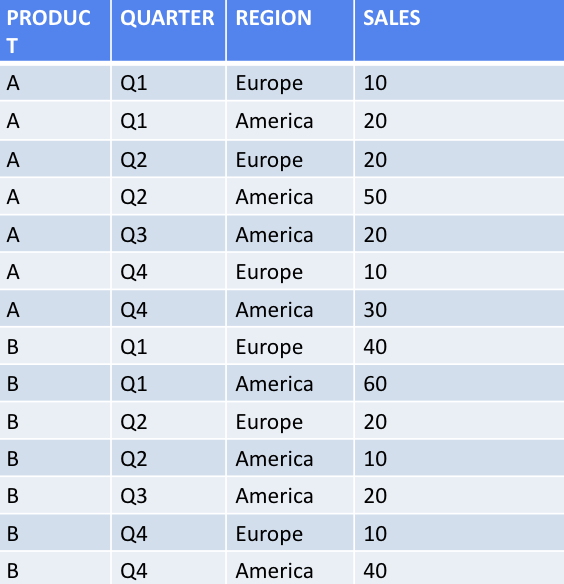 PRODUC QUARTER REGION SALES
T
A Q1 Europe 10
A Q1 America 20
A Q2 Europe 20
A Q2 America 50
A Q3 America 20
A Q4 Europe 10
A Q4 America 30
B Q1 Europe 40
B Q1 America 60
B Q2 Europe 20
B Q2 America 10
B Q3 America 20
B Q4 Europe 10
B Q4 America 40